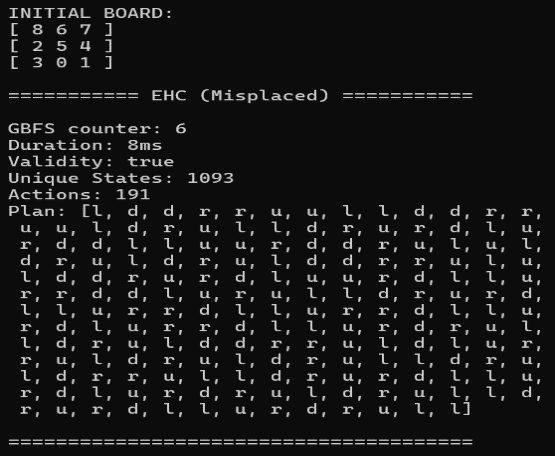 INITIAL BOARD:
[ 8 6 7 ]
[ 2 5 4 ]
[ 3 0 1 ]
=========== EHC (Misplaced) ===========
GBFS counter: 6
Duration: 8ms
Validity: true
Unique States: 1093
Actions: 191
Plan: [l, d, d, r, r, u, u, l, l, d, d, r, r,
u, u, l, d, r, u, l, l, d, r, u, r, d, l, u,
r, d, d, l, l, u, u, r, d, d, r, u, l, u, l,
d, r, u, l, d, r, u, l, d, d, r, r, u, l, u,
l, d, d, r, u, r, d, l, u, u, r, d, l, l, u,
r, r, d, d, l, u, r, u, l, l, d, r, u, r, d,
l, l, u, r, r, d, l, l, u, r, r, d, l, l, u,
r, d, l, u, r, r, d, l, l, u, r, d, r, u, l,
l, d, r, u, l, d, r, u, l, d, d, l, u, r,
r, u, l, d, r, u, l, d, r, u, l, l, d, r, u,
l, d, r, r, u, l, l, d, r, u, r, d, l, l, u,
r, d, l, u, r, d, r, u, l, d, r, u, l, l, d,
r, u, r, d, l, l, u, r, d, r, u, l, l]
=======================================